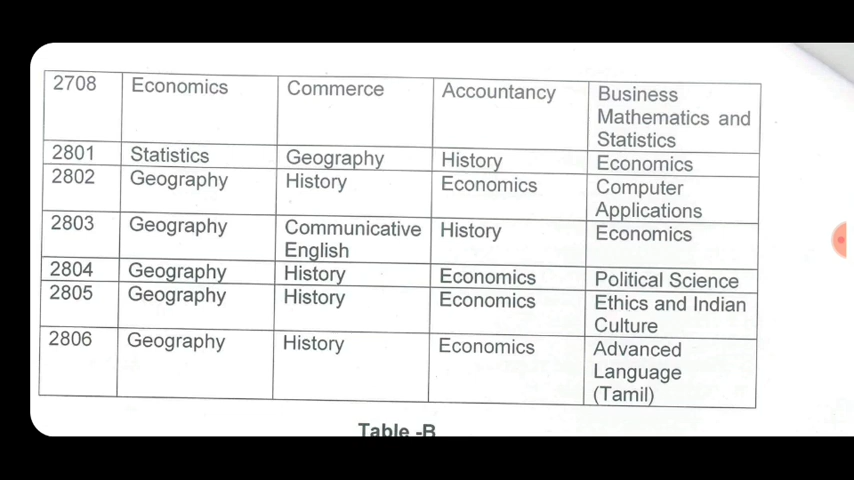 2708 Economics Commerce Accountancy Business
Mathematics and
Statistics
2801 Statistics Geography History Economics
2802 Geography History Economics Computer
Applications
2803 Geography Communicative History Economics
English
2804 Geography History Economics Political Science
2805 Geography History Economics Ethics and Indian
Culture
2806 Geography History Economics Advanced
Language
(Tamil)
Table -B